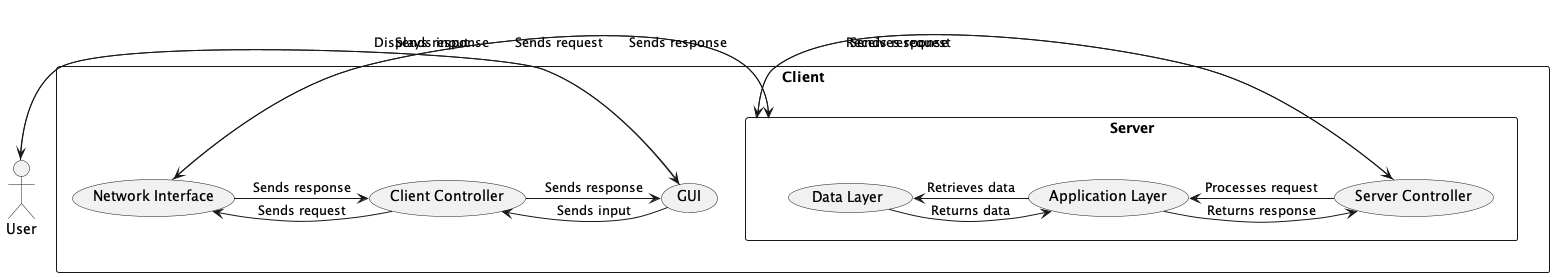 Displays response
Sends input
Sends request
Sends response
Receives request
Sends response
Client
Server
Network Interface
Sends response
Sends request
Client Controller
Sends response
Sends input
GUI
Data Layer
Retrieves data
Returns data
Application Layer
Processes request
Returns response
Server Controller
User